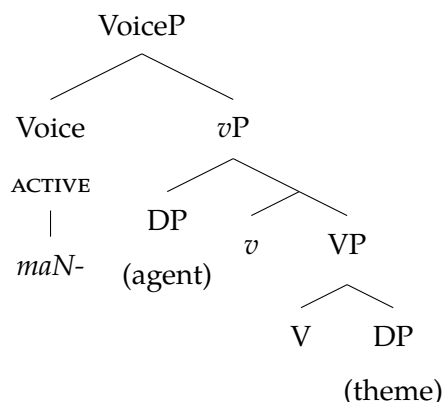 VoiceP
Voice vP
ACTIVE
DP v VP
maN- (agent)
V DP
(theme)